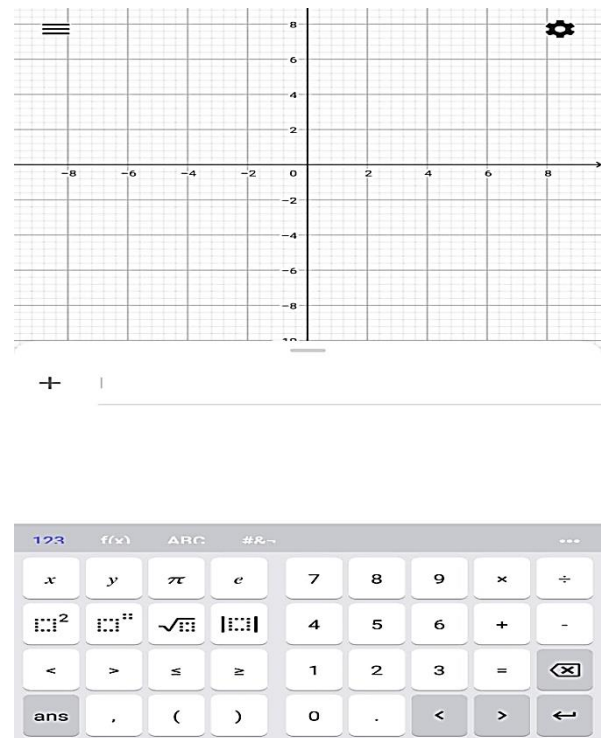 8
6
4
2
-8 -6 -4 -2 0 2 4 6 8
-2
-4
-6
-8
+
123 f(x) ABC #&¬ ...
x y π e 7 8 9 × ÷
2 √ 4 5 6 + -
< > ≤ ≥ 1 2 3 =
ans , ( ) 0 . < >